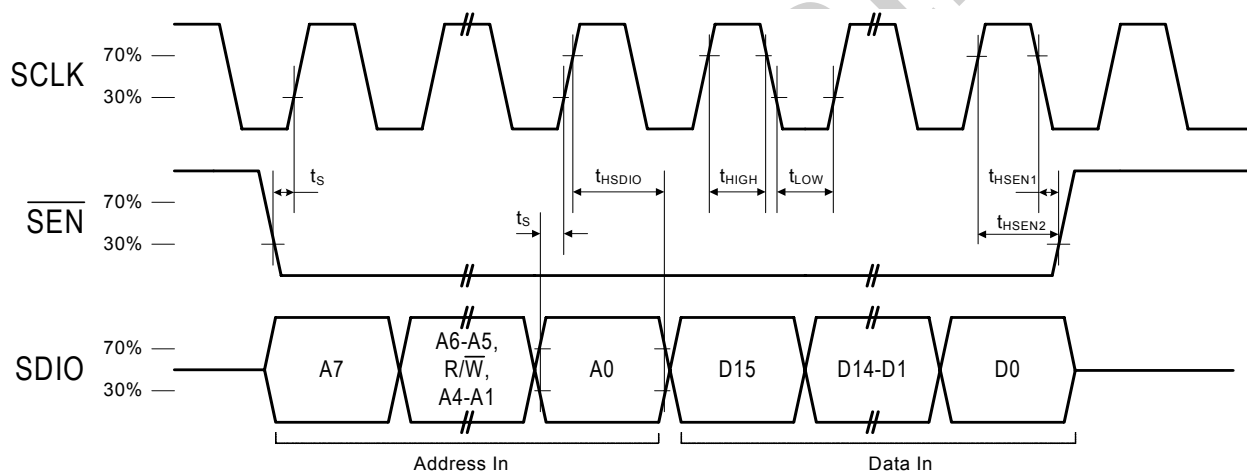 SCLK
70%
30%
SEN
70%
30%
tS
tHSDIO
tS
tHIGH
tLOW
tHSEN1
tHSEN2
SDIO
70%
30%
A7
A6-A5,
R/W,
A4-A1
A0
D15
D14-D1
D0
Address In
Data In